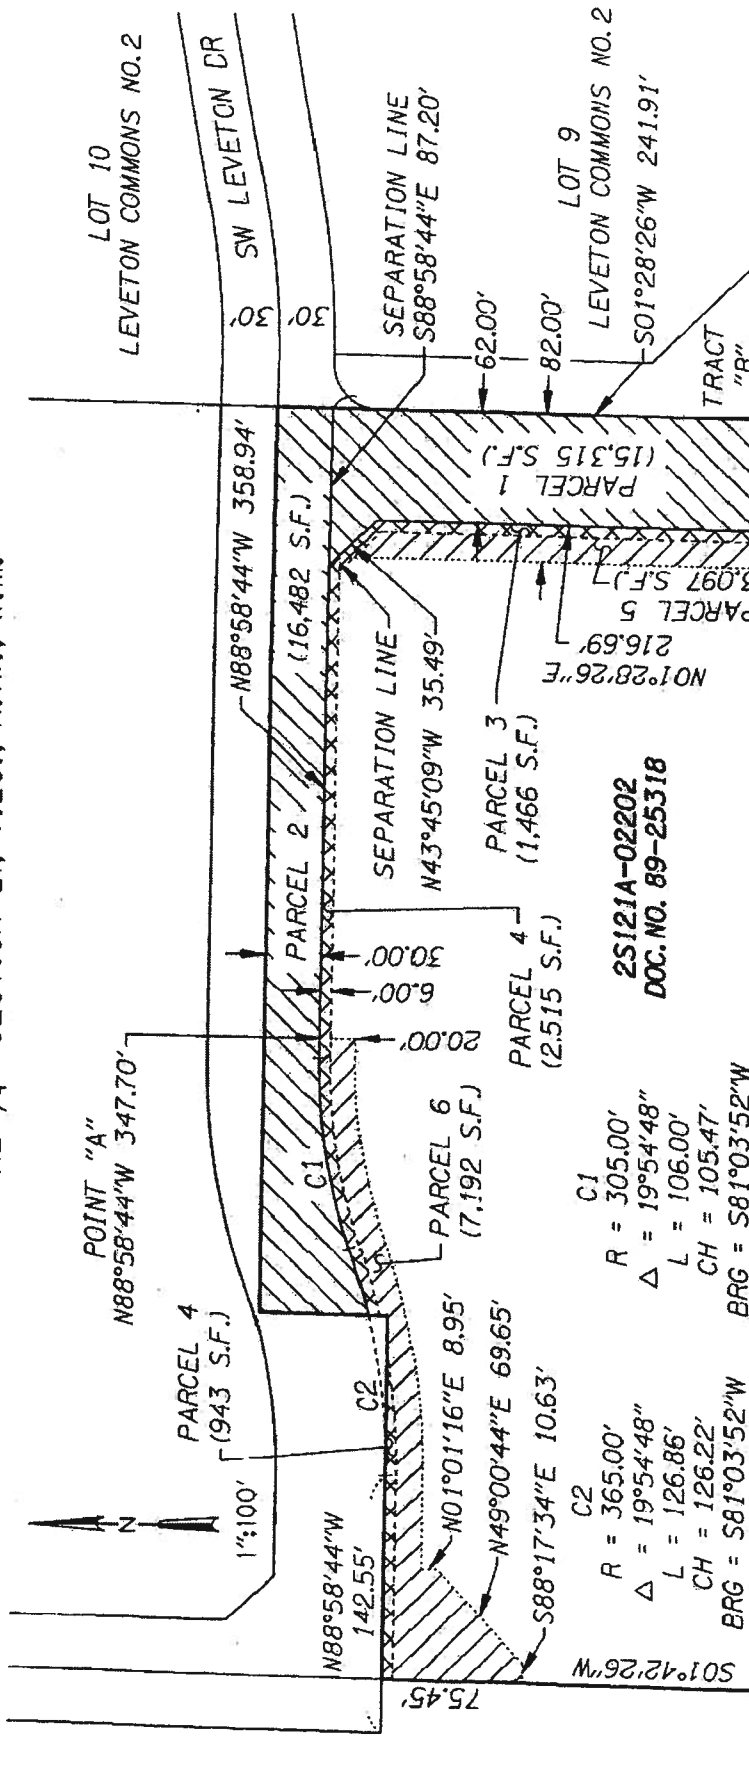 LOT 10
LEVETON COMMONS NO. 2
SW LEVETON DR
30'
30'
POINT "A"
N88°58'44"W 347.70'
N88°58'44"W 358.94'
PARCEL 4
(943 S.F.)
N
1":100'
PARCEL 2
(16,482 S.F.)
SEPARATION LINE
S88°58'44"E 87.20'
C1
C2
N88°58'44"W
142.55'
30.00'
6.00'
20.00'
SEPARATION LINE
N43°45'09"W 35.49'
PARCEL 1
(15,315 S.F.)
62.00'
82.00'
LOT 9
LEVETON COMMONS NO. 2
S01°28'26"W 241.91'
TRACT
"B"
PARCEL 6
(7,192 S.F.)
PARCEL 4
(2,515 S.F.)
PARCEL 3
(1,466 S.F.)
PARCEL 5
3,097 S.F.)
N01°28'26"E
216.69'
N01°01'16"E 8.95'
N49°00'44"E 69.65'
S88°17'34"E 10.63'
75.45'
S01°42'26"W
2S121A-02202
DOC. NO. 89-25318
C2
R = 365.00'
Δ = 19°54'48"
L = 126.86'
CH = 126.22'
BRG = S81°03'52"W
C1
R = 305.00'
Δ = 19°54'48"
L = 106.00'
CH = 105.47'
BRG = S81°03'52"W